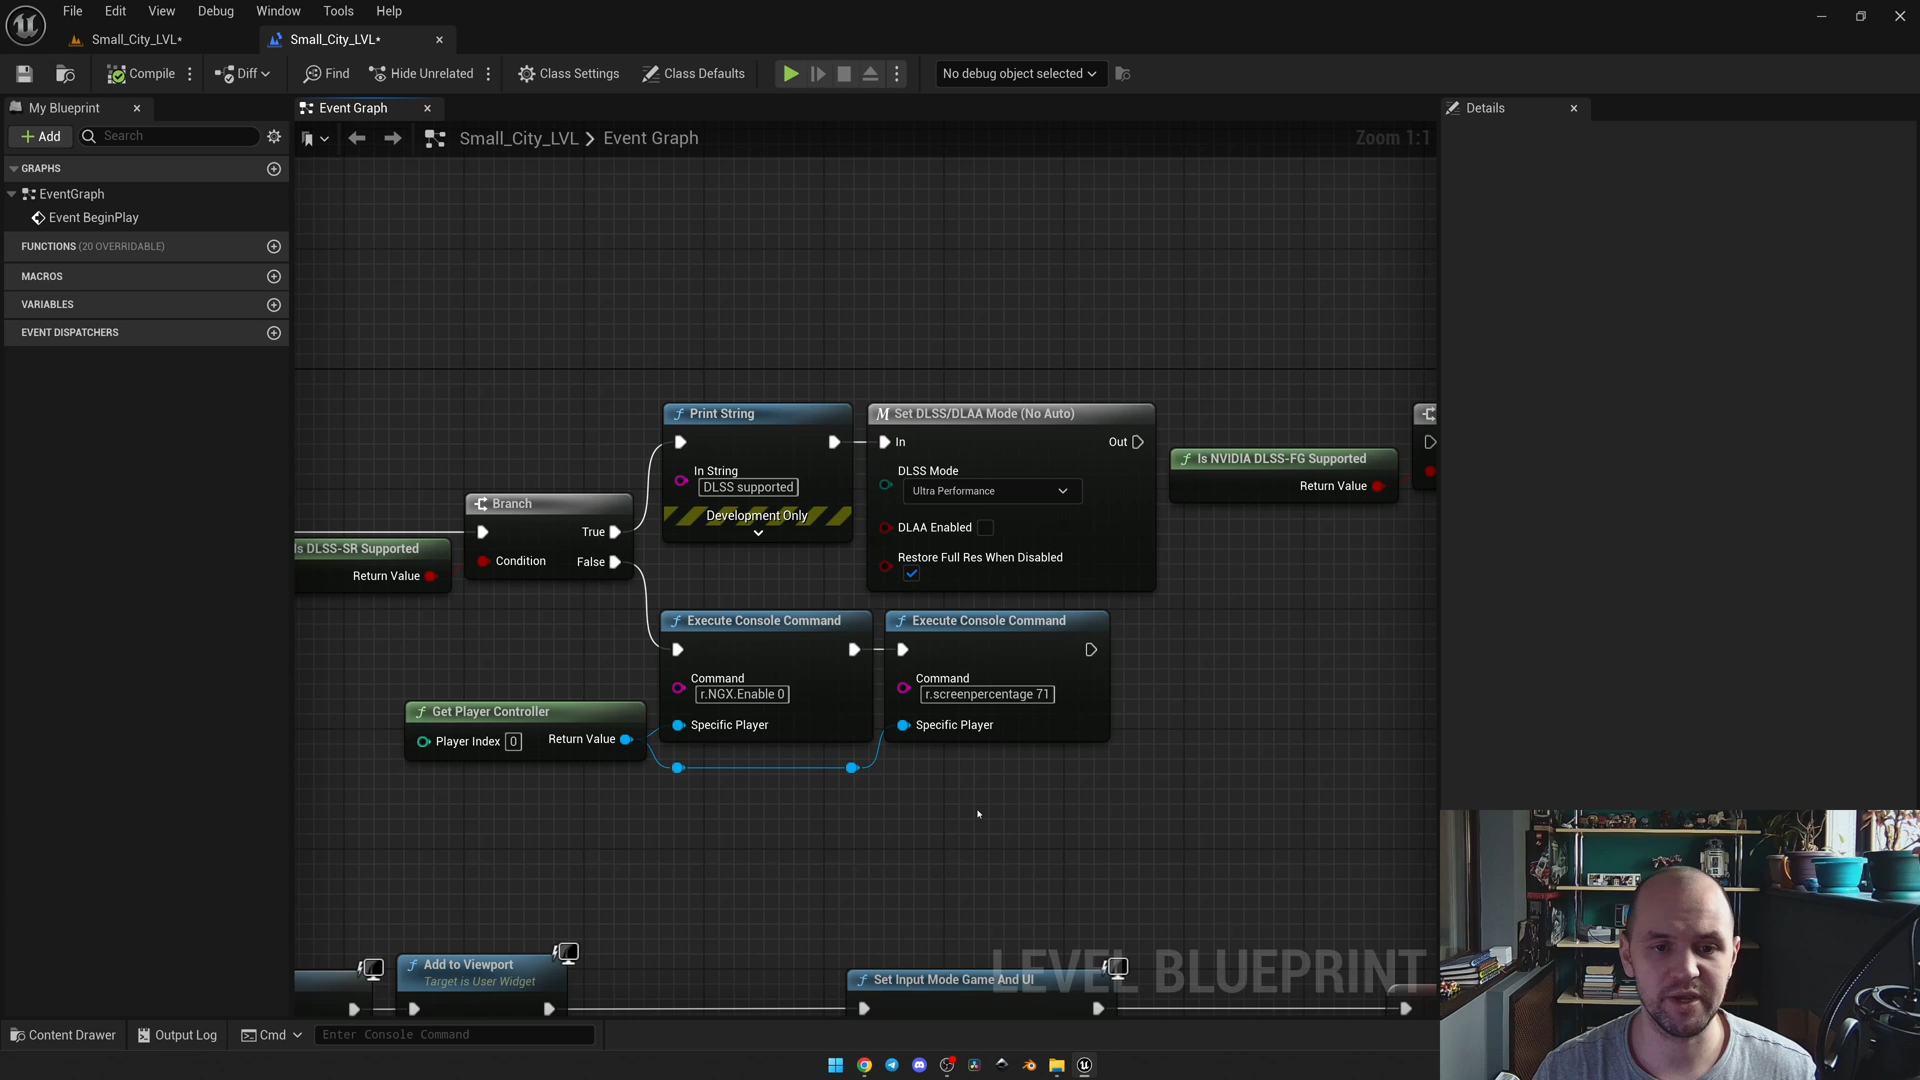 File Edit View Window Debug Tools Help
Small_City_LVL*
Small_City_LVL*
Compile
Diff
Find
Hide Unrelated
Class Settings
Class Defaults
No debug object selected
My Blueprint
Add
Search
GRAPHS
EventGraph
Event BeginPlay
FUNCTIONS (20 OVERRIDABLE)
MACROS
VARIABLES
EVENT DISPATCHERS
Event Graph
Small_City_LVL > Event Graph
Zoom 1:1
Details
Print String
In String
DLSS supported
Development Only
Set DLSS/DLAA Mode (No Auto)
In
Out
DLSS Mode
Ultra Performance
DLAA Enabled
Restore Full Res When Disabled
Is NVIDIA DLSS-FG Supported
Return Value
Branch
True
Condition
False
Is DLSS-SR Supported
Return Value
Execute Console Command
Command
r.NGX.Enable 0
Specific Player
Execute Console Command
Command
r.screenpercentage 71
Specific Player
Get Player Controller
Player Index 0
Return Value
Add to Viewport
Target is User Widget
Set Input Mode Game And UI
LEVEL BLUEPRINT
Content Drawer
Output Log
Cmd
Enter Console Command